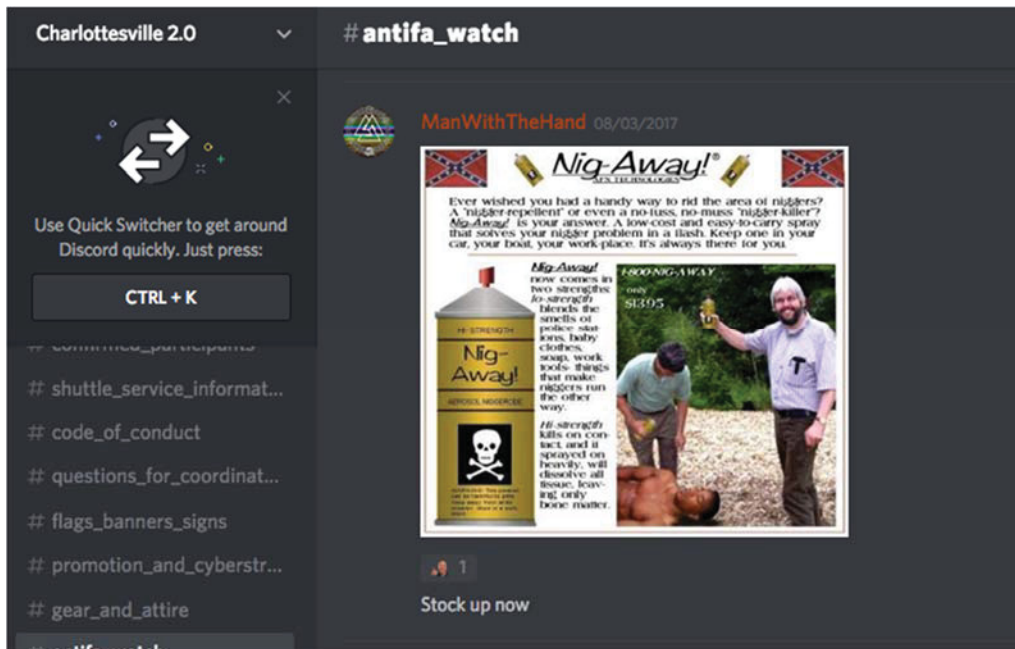 Charlottesville 2.0
#antifa_watch
ManWithTheHand 08/03/2017
Use Quick Switcher to get around
Discord quickly. Just press:
CTRL + K
# confirmed_participants
# shuttle_service_informat...
# code_of_conduct
# questions_for_coordinat...
# flags_banners_signs
# promotion_and_cyberstr...
# gear_and_attire
# antifa_watch
Nig-Away!®
TECHNOLOGIES
Ever wished you had a handy way to rid the area of niggers?
A "nigger-repellent" or even a no-fuss, no-muss "nigger-killer"?
Nig-Away! is your answer. A low-cost and easy-to-carry spray
that solves your nigger problem in a flash. Keep one in your
car, your boat, your work-place. It's always there for you.
Nig-Away!
now comes in
two strengths:
lo-strength
blends the
smells of
police stat-
ions, baby
clothes,
soap, work
tools- things
that make
niggers run
the other
way.
Hi-strength
kills on con-
tact, and if
sprayed on
heavily, will
dissolve all
tissue, leav-
ing only
bone matter.
HI-STRENGTH
Nig-
Away!
AEROSOL NIGGERCIDE
1-800-NIG-AWAY
only
$13.95
1
Stock up now